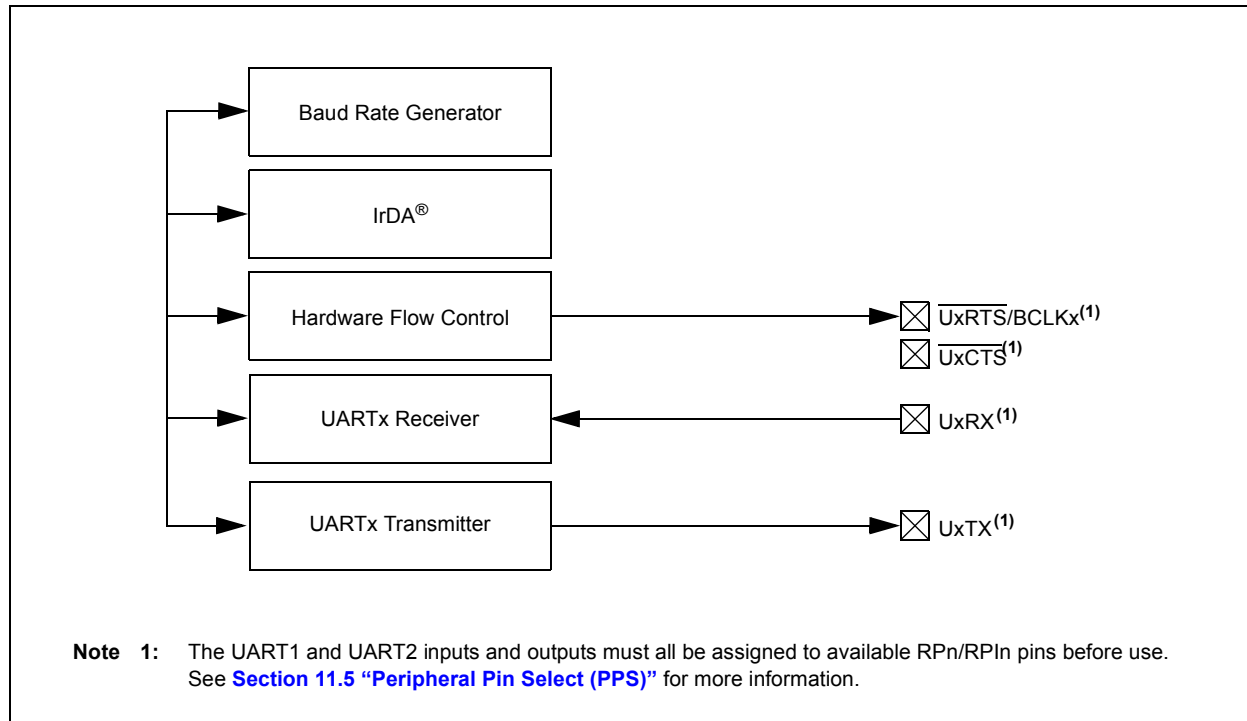 Baud Rate Generator
IrDA®
Hardware Flow Control
UxRTS/BCLKx(1)
UxCTS(1)
UARTx Receiver
UxRX(1)
UARTx Transmitter
UxTX(1)
Note 1: The UART1 and UART2 inputs and outputs must all be assigned to available RPn/RPIn pins before use.
See Section 11.5 “Peripheral Pin Select (PPS)” for more information.